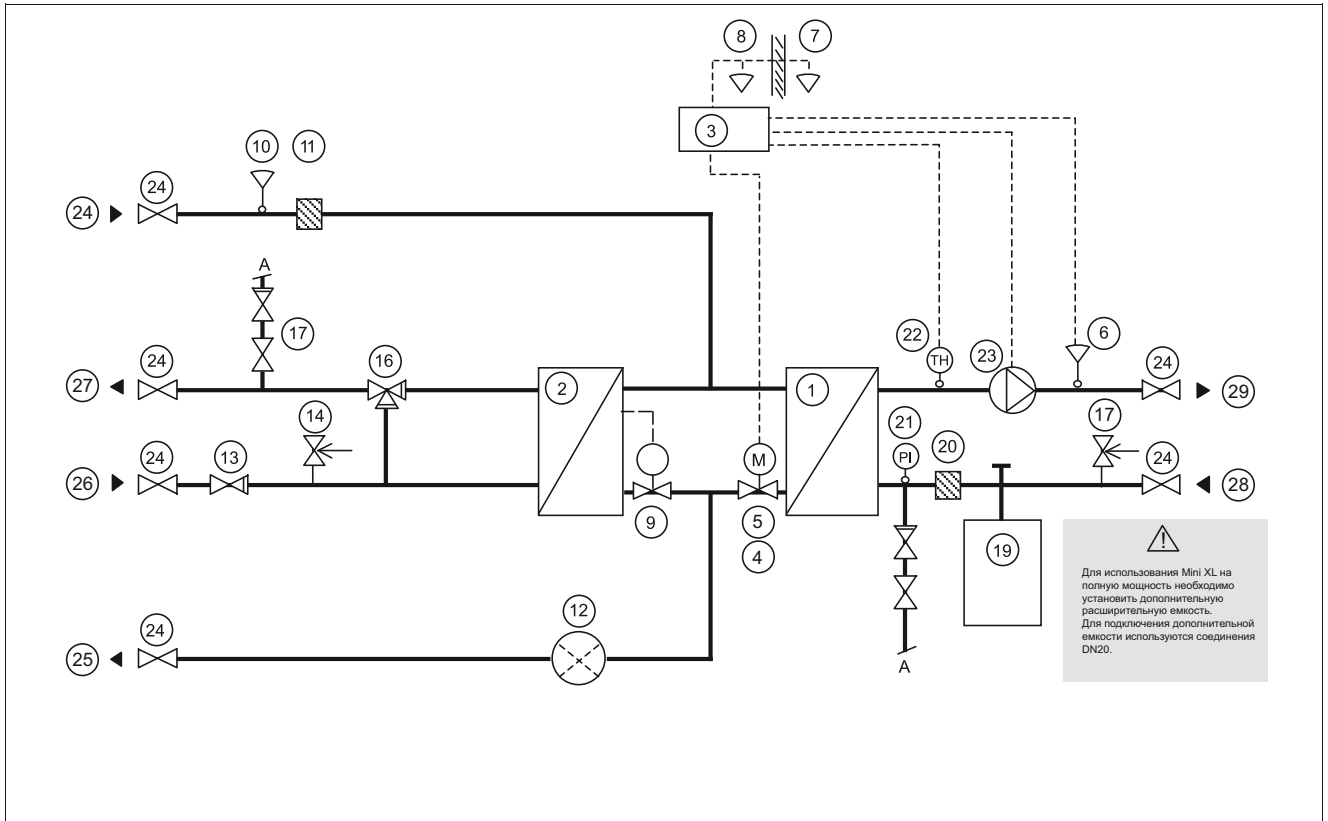 8
7
3
10
11
24
24
A
17
22
23
6
24
16
24
27
2
1
TH
29
14
21
17
20
24
13
24
26
M
PI
28
9
5
4
19
Для использования Mini XL на
полную мощность необходимо
установить дополнительную
расширительную емкость.
Для подключения дополнительной
емкости используются соединения
DN20.
12
24
25
A